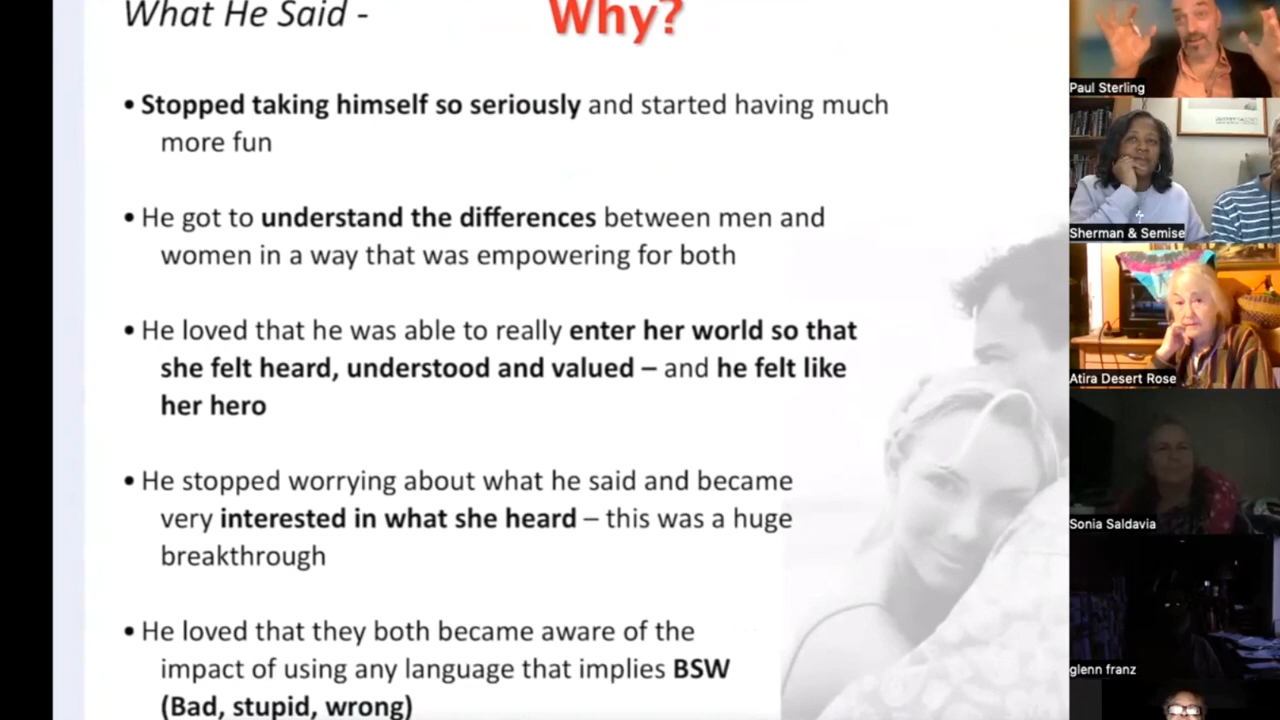 What He Said -
Why?
• Stopped taking himself so seriously and started having much
more fun
• He got to understand the differences between men and
women in a way that was empowering for both
• He loved that he was able to really enter her world so that
she felt heard, understood and valued – and he felt like
her hero
• He stopped worrying about what he said and became
very interested in what she heard – this was a huge
breakthrough
• He loved that they both became aware of the
impact of using any language that implies BSW
(Bad, stupid, wrong)
Paul Sterling
Sherman & Semise
Atira Desert Rose
Sonia Saldavia
glenn franz